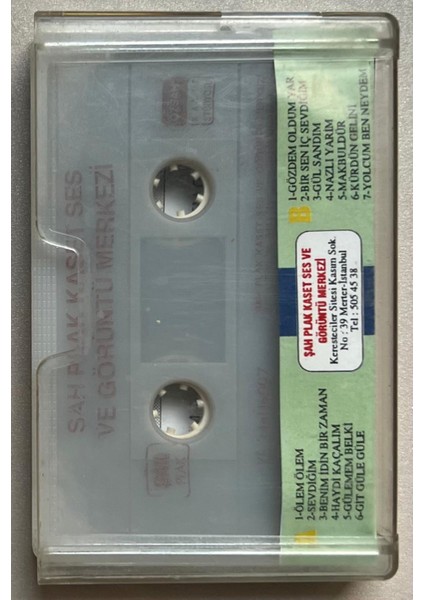 ŞAH PLAK KASET SES
VE GÖRÜNTÜ MERKEZİ
A
1-ÖLEM ÖLEM
2-SEVDİĞİM
3-BENİM İDİN BİR ZAMAN
4-HAYDI KAÇALIM
5-GÜLEMEM BELKİ
6-GİT GÜLE GÜLE
ŞAH PLAK KASET SES VE
GÖRÜNTÜ MERKEZİ
Keresteciler Sitesi Kasım Sok.
No : 39 Merter-İstanbul
Tel : 505 45 38
B
1-GÖZDEM OLDUM YAR
2-BİR SEN İÇ SEVDİĞİM
3-GÜL SANDIM
4-NAZLI YARİM
5-MAKBULDÜR
6-KÜRDÜN GELİNİ
7-YOLCUM BEN NEYDEM